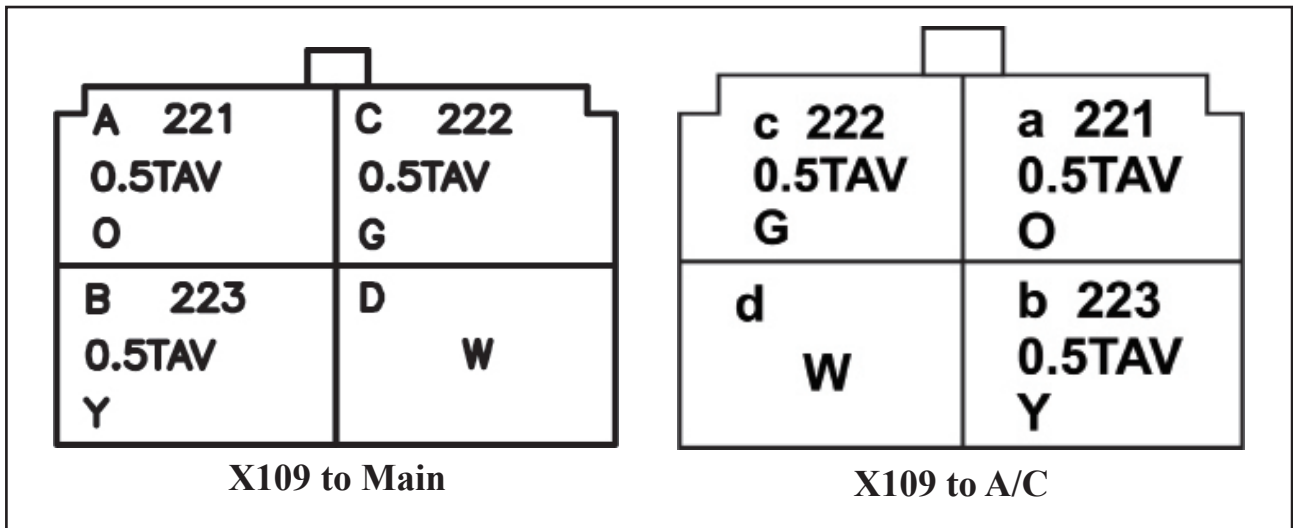 A 221
0.5TAV
O
C 222
0.5TAV
G
B 223
0.5TAV
Y
D
W
X109 to Main
c 222
0.5TAV
G
a 221
0.5TAV
O
d
W
b 223
0.5TAV
Y
X109 to A/C